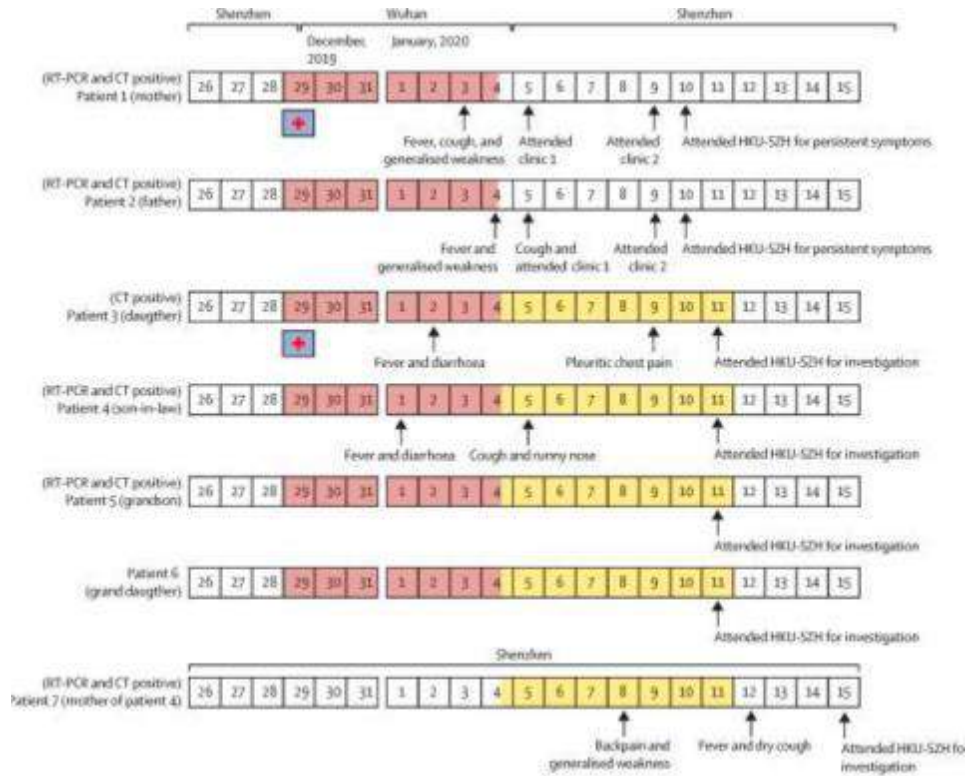 Shenzhen Wuhan Shenzhen
December, January, 2020
2019
(RT-PCR and CT positive)
Patient 1 (mother)
26 27 28 29 30 31 1 2 3 4 5 6 7 8 9 10 11 12 13 14 15
Fever, cough, and Attended Attended Attended HKU-SZH for persistent symptoms
generalised weakness clinic 1 clinic 2
(RT-PCR and CT positive)
Patient 2 (father)
26 27 28 29 30 31 1 2 3 4 5 6 7 8 9 10 11 12 13 14 15
Fever and Cough and Attended Attended HKU-SZH for persistent symptoms
generalised weakness attended clinic 1 clinic 2
(CT positive)
Patient 3 (daugther)
26 27 28 29 30 31 1 2 3 4 5 6 7 8 9 10 11 12 13 14 15
Fever and diarrhoea Pleuritic chest pain Attended HKU-SZH for investigation
(RT-PCR and CT positive)
Patient 4 (son-in-law)
26 27 28 29 30 31 1 2 3 4 5 6 7 8 9 10 11 12 13 14 15
Fever and diarrhoea Cough and runny nose Attended HKU-SZH for investigation
(RT-PCR and CT positive)
Patient 5 (grandson)
26 27 28 29 30 31 1 2 3 4 5 6 7 8 9 10 11 12 13 14 15
Attended HKU-SZH for investigation
Patient 6
(grand daugther)
26 27 28 29 30 31 1 2 3 4 5 6 7 8 9 10 11 12 13 14 15
Attended HKU-SZH for investigation
Shenzhen
(RT-PCR and CT positive)
Patient 7 (mother of patient 4)
26 27 28 29 30 31 1 2 3 4 5 6 7 8 9 10 11 12 13 14 15
Backpain and Fever and dry cough Attended HKU-SZH fo
generalised weakness investigation